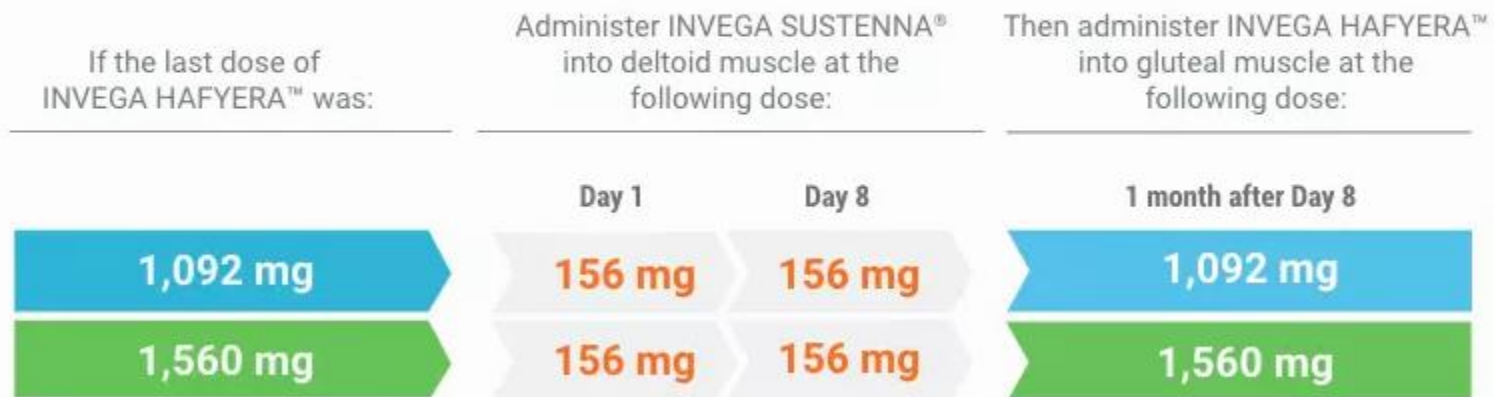 If the last dose of
INVEGA HAFYERA™ was:
Administer INVEGA SUSTENNA®
into deltoid muscle at the
following dose:
Then administer INVEGA HAFYERA™
into gluteal muscle at the
following dose:
Day 1 Day 8 1 month after Day 8
1,092 mg 156 mg 156 mg 1,092 mg
1,560 mg 156 mg 156 mg 1,560 mg